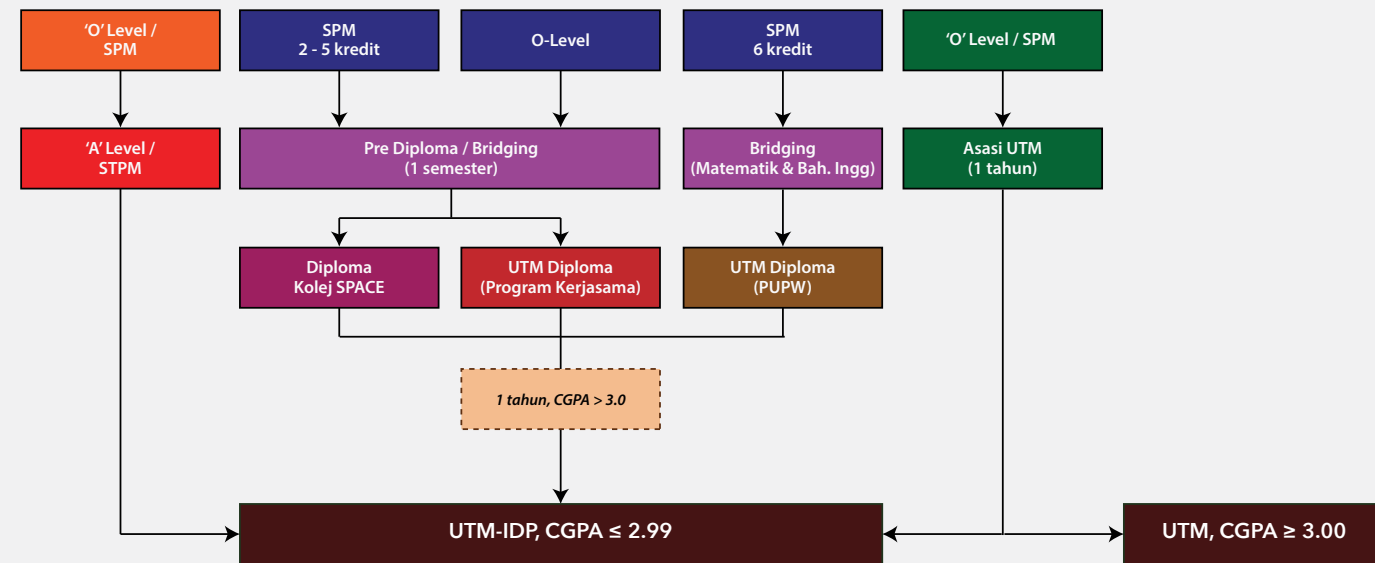 ‘O’ Level /
SPM
SPM
2 - 5 kredit
O-Level
SPM
6 kredit
‘O’ Level / SPM
‘A’ Level /
STPM
Pre Diploma / Bridging
(1 semester)
Bridging
(Matematik & Bah. Ingg)
Asasi UTM
(1 tahun)
Diploma
Kolej SPACE
UTM Diploma
(Program Kerjasama)
UTM Diploma
(PUPW)
1 tahun, CGPA > 3.0
UTM-IDP, CGPA ≤ 2.99
UTM, CGPA ≥ 3.00